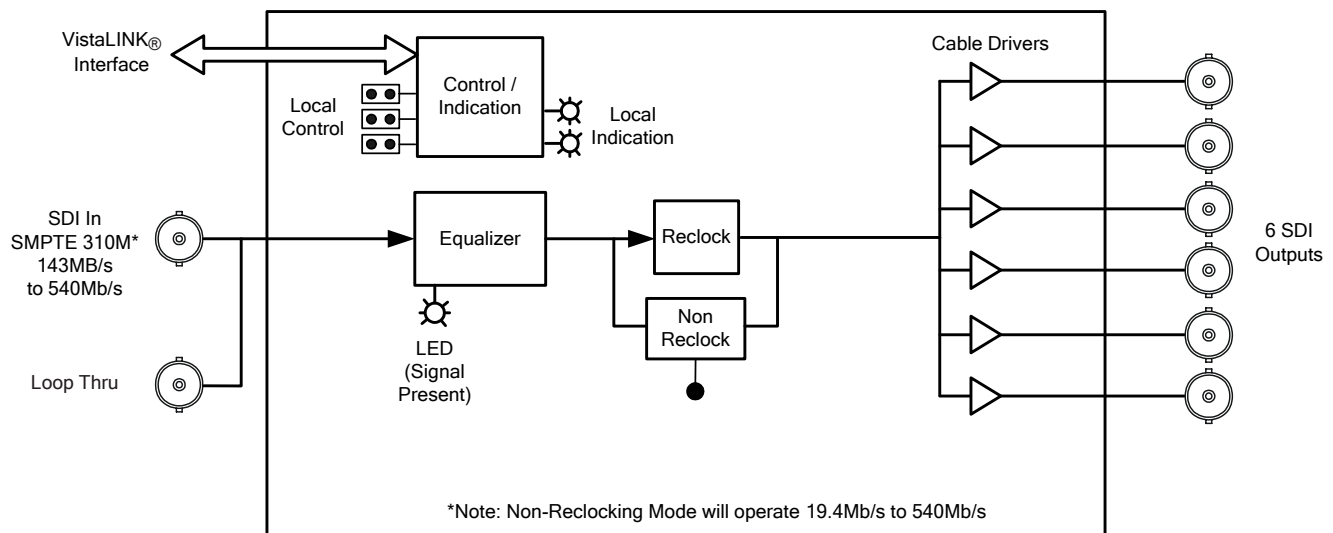 VistaLINK®
Interface
Control /
Indication
Local
Control
Local
Indication
Cable Drivers
SDI In
SMPTE 310M*
143MB/s
to 540Mb/s
Equalizer
Reclock
Non
Reclock
6 SDI
Outputs
LED
(Signal
Present)
Loop Thru
*Note: Non-Reclocking Mode will operate 19.4Mb/s to 540Mb/s